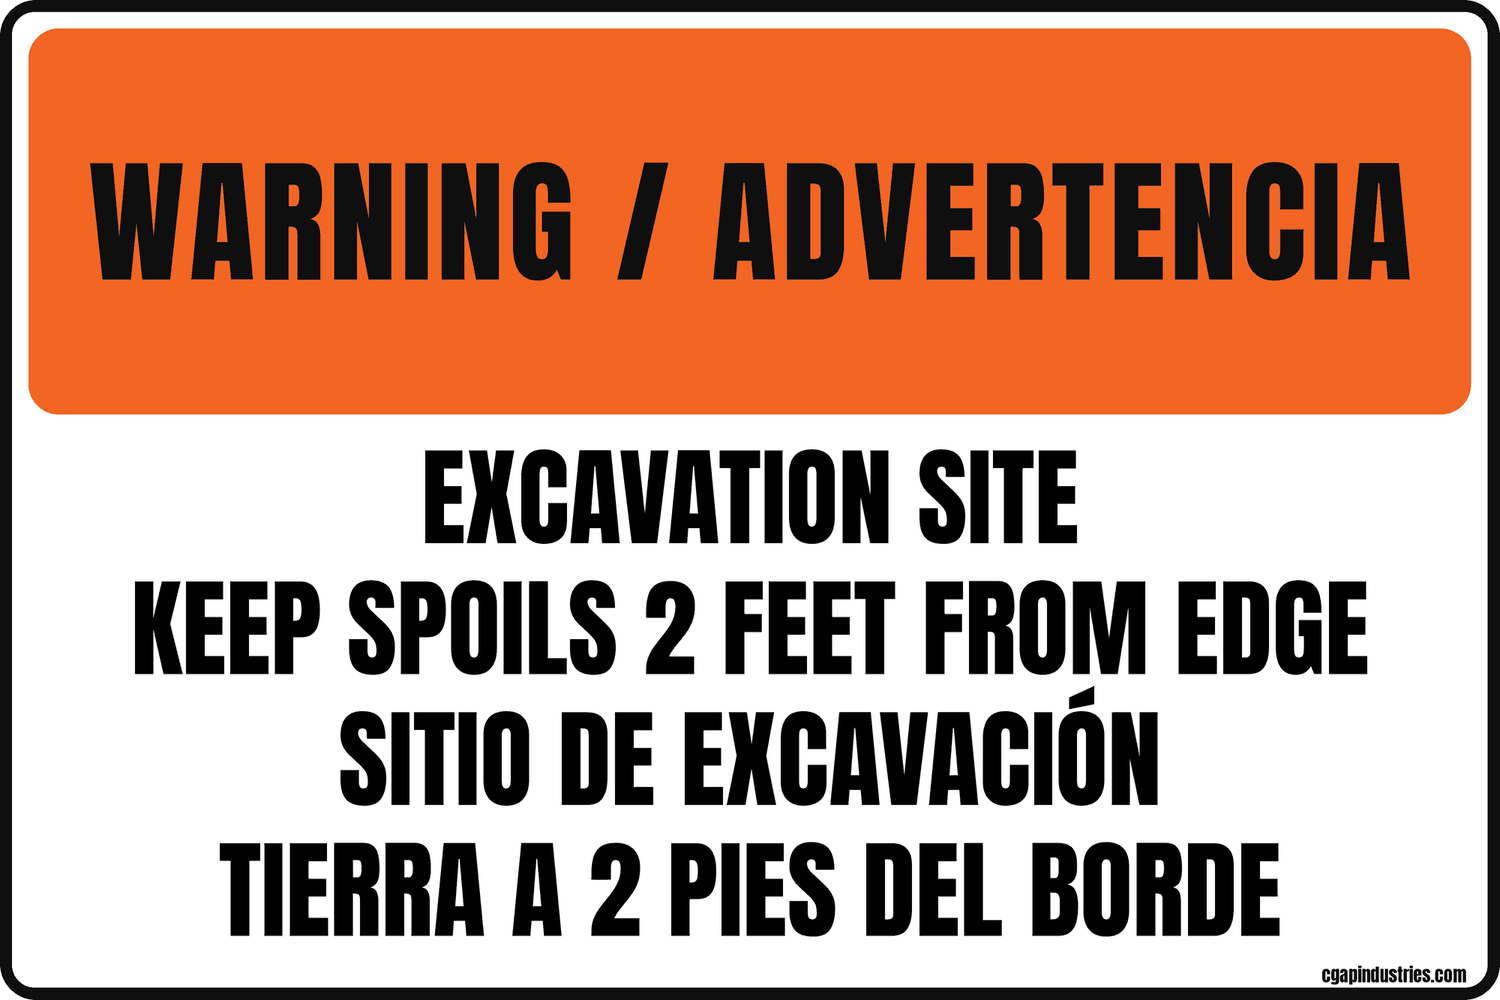 WARNING / ADVERTENCIA
EXCAVATION SITE
KEEP SPOILS 2 FEET FROM EDGE
SITIO DE EXCAVACIÓN
TIERRA A 2 PIES DEL BORDE
cgapindustries.com